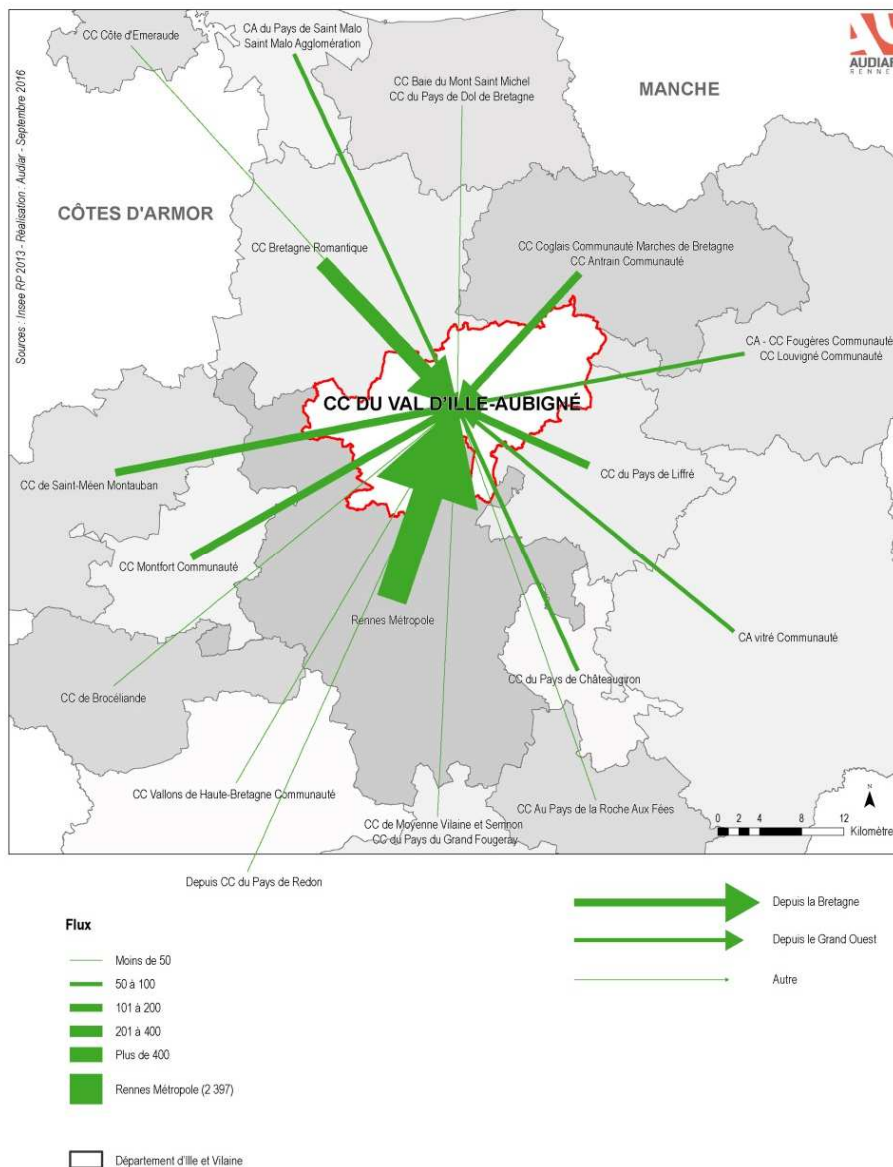 CC Côte d'Emeraude
CA du Pays de Saint Malo
Saint Malo Agglomération
AUDIAR
RENNES
CC Baie du Mont Saint Michel
CC du Pays de Dol de Bretagne
MANCHE
Sources : Insee RP 2013 - Réalisation : Audiar - Septembre 2016
CÔTES D'ARMOR
CC Bretagne Romantique
CC Coglais Communauté Marches de Bretagne
CC Antrain Communauté
CA - CC Fougères Communauté
CC Louvigné Communauté
CC DU VAL D'ILLE-AUBIGNÉ
CC de Saint-Méen Montauban
CC du Pays de Liffré
CC Montfort Communauté
Rennes Métropole
CA vitré Communauté
CC de Brocéliande
CC du Pays de Châteaugiron
CC Vallons de Haute-Bretagne Communauté
CC Au Pays de la Roche Aux Fées
CC de Moyenne Vilaine et Semnon
CC du Pays du Grand Fougeray
N
0 2 4 8 12
Kilomètre
Depuis CC du Pays de Redon
Flux
Moins de 50
50 à 100
101 à 200
201 à 400
Plus de 400
Rennes Métropole (2 397)
Département d'Ille et Vilaine
Depuis la Bretagne
Depuis le Grand Ouest
Autre